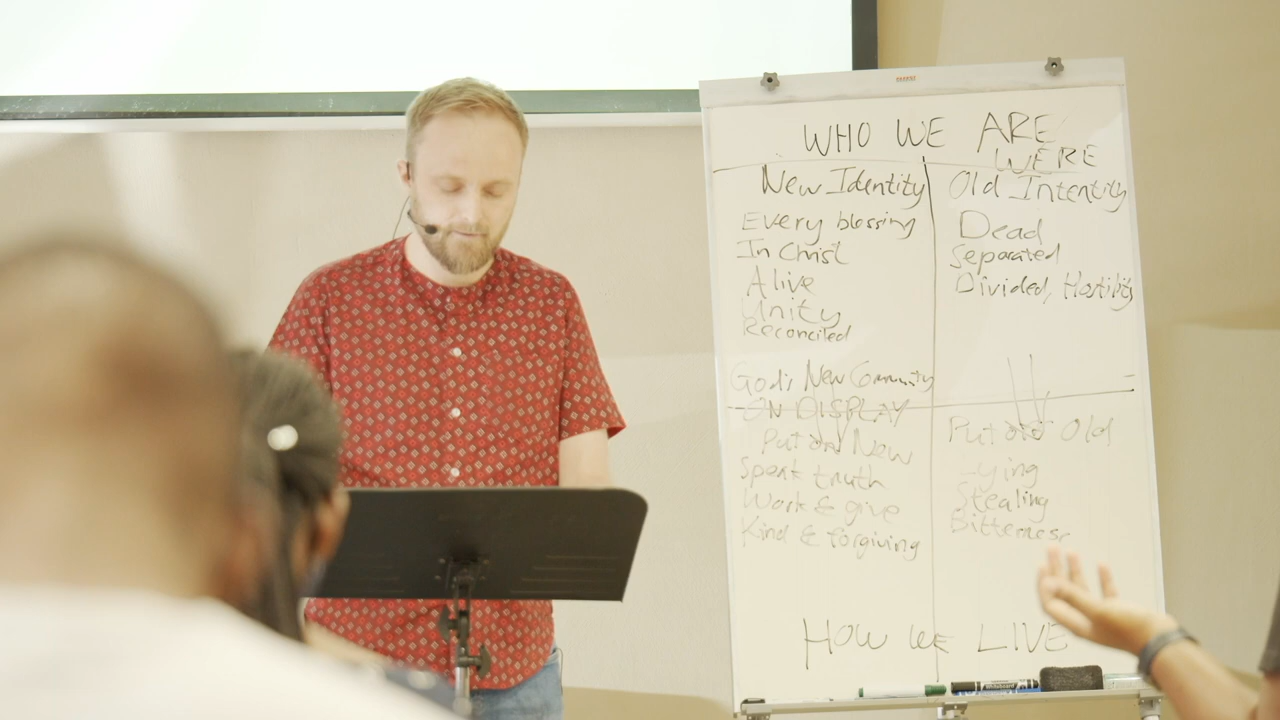 WHO WE ARE
WERE
New Identity
Every blessing
In Christ
Alive
Unity
Reconciled
God's New Community
ON DISPLAY
Put on New
Speak truth
Work & give
Kind & forgiving
Old Intentity
Dead
Separated
Divided, Hostility
Put off Old
Lying
Stealing
Bitterness
HOW WE LIVE